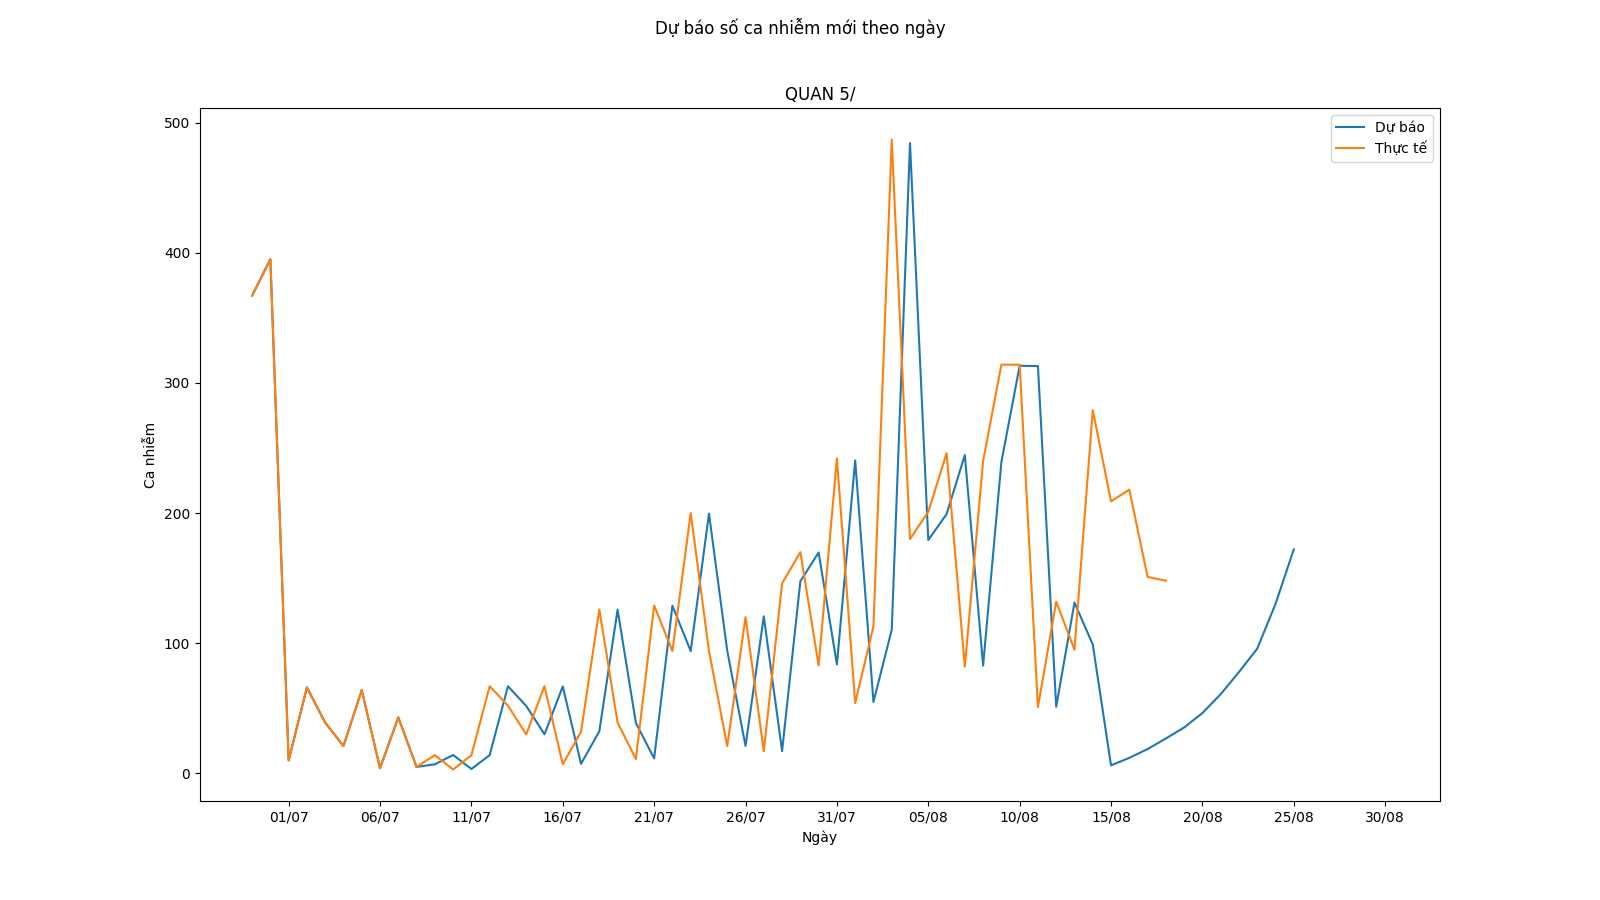 Dự báo số ca nhiễm mới theo ngày
QUAN 5/
500
400
300
200
100
0
Ca nhiễm
Dự báo
Thực tế
01/07 06/07 11/07 16/07 21/07 26/07 31/07 05/08 10/08 15/08 20/08 25/08 30/08
Ngày